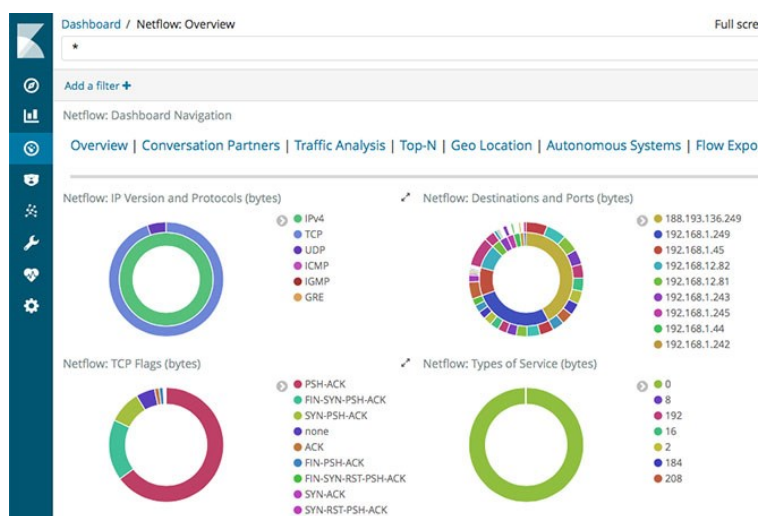 Dashboard / Netflow: Overview
Full scre
*
Add a filter +
Netflow: Dashboard Navigation
Overview | Conversation Partners | Traffic Analysis | Top-N | Geo Location | Autonomous Systems | Flow Expo
Netflow: IP Version and Protocols (bytes)
IPv4
TCP
UDP
ICMP
IGMP
GRE
Netflow: Destinations and Ports (bytes)
188.193.136.249
192.168.1.249
192.168.1.45
192.168.12.82
192.168.12.81
192.168.1.243
192.168.1.245
192.168.1.44
192.168.1.242
Netflow: TCP Flags (bytes)
PSH-ACK
FIN-SYN-PSH-ACK
SYN-PSH-ACK
none
ACK
FIN-PSH-ACK
FIN-SYN-RST-PSH-ACK
SYN-ACK
SYN-RST-PSH-ACK
Netflow: Types of Service (bytes)
0
8
192
16
2
184
208